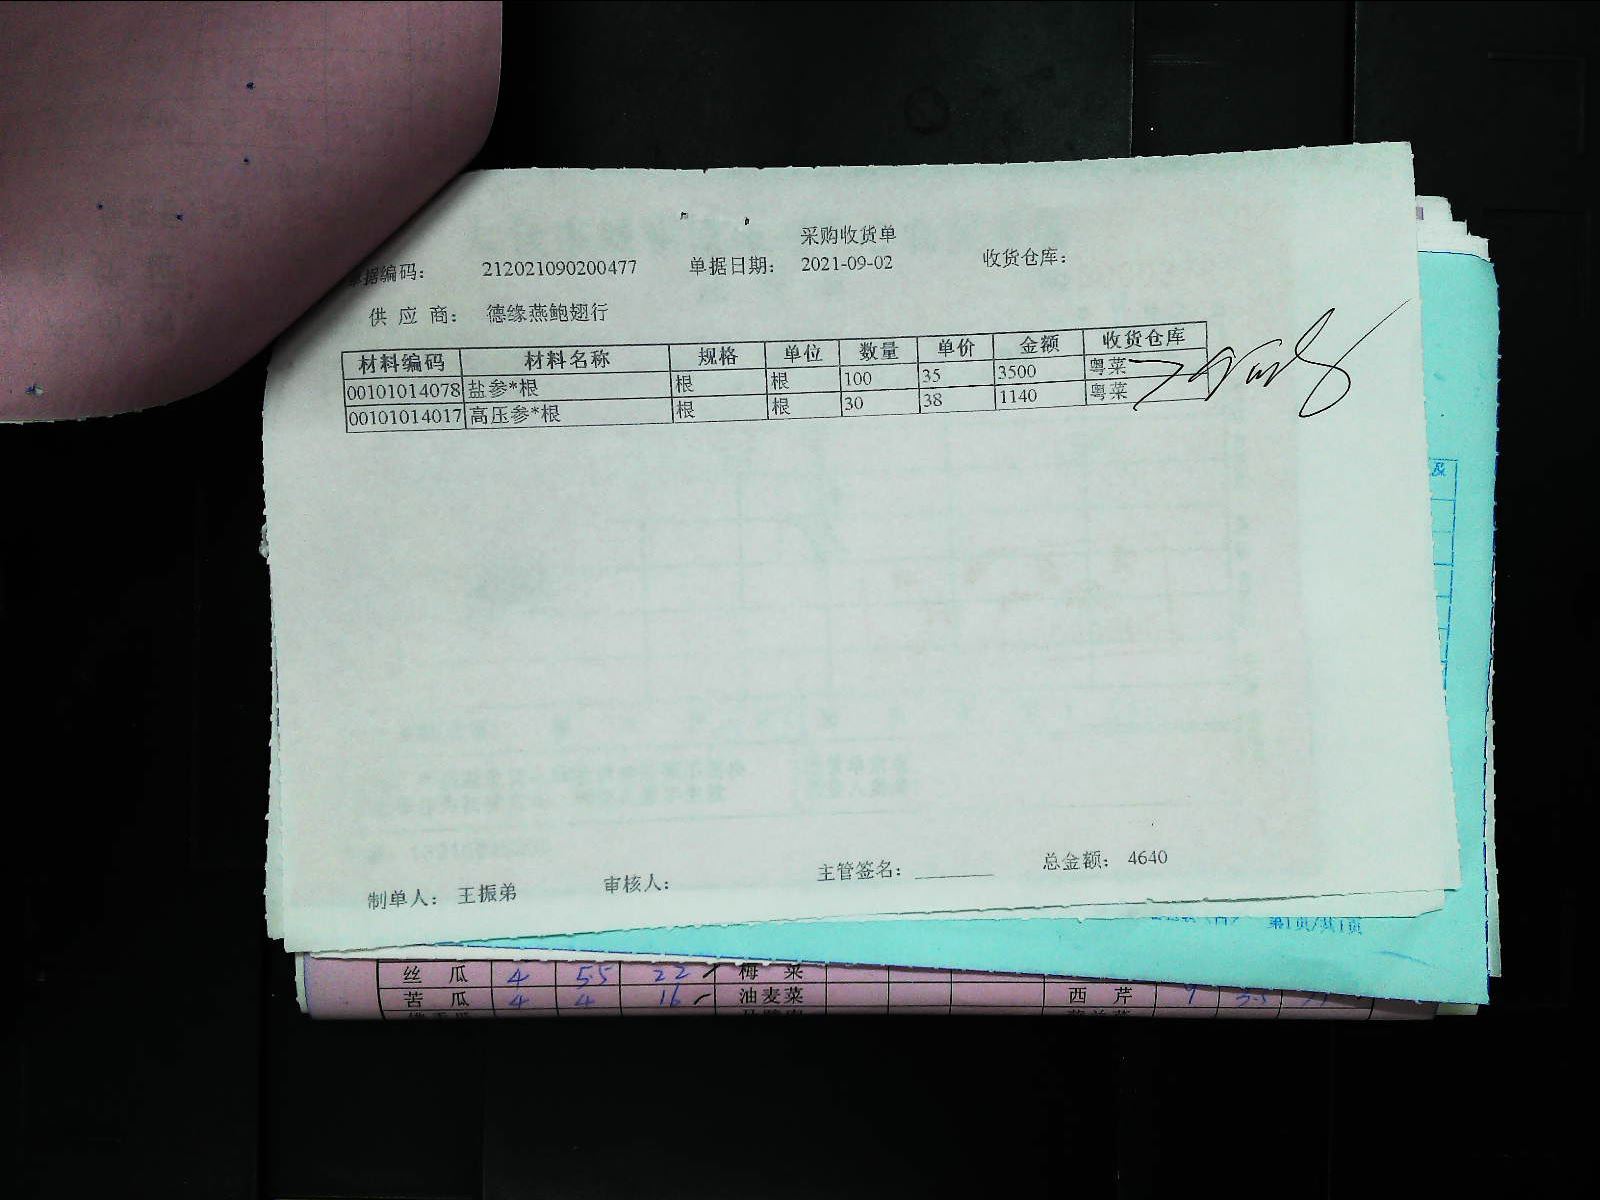 采购收货单
单据编码： 212021090200477 单据日期： 2021-09-02 收货仓库：
供 应 商： 德缘燕鲍翅行
材料编码 材料名称 规格 单位 数量 单价 金额 收货仓库
00101014078 盐参*根 根 根 100 35 3500 粤菜
00101014017 高压参*根 根 根 30 38 1140 粤菜
制单人： 王振弟 审核人： 主管签名： 总金额： 4640
第1页/共1页
丝 瓜 4 5.5 22 梅 菜
苦 瓜 4 4 16 油麦菜 西 芹